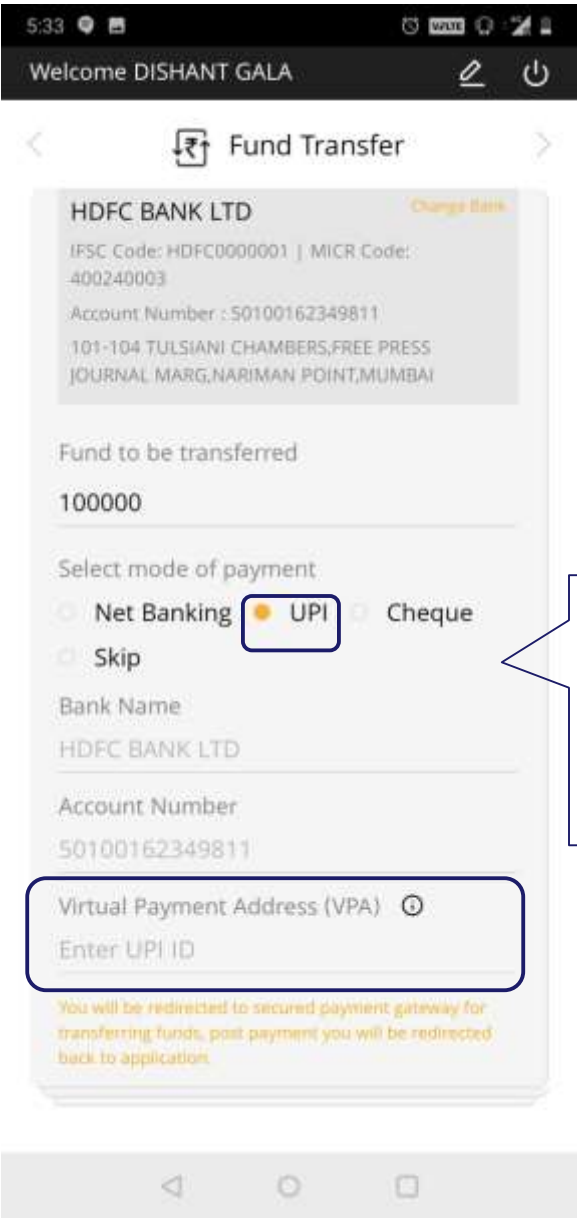 5:33
VoLTE
Welcome DISHANT GALA
Fund Transfer
HDFC BANK LTD
Change Bank
IFSC Code: HDFC0000001 | MICR Code:
400240003
Account Number : 50100162349811
101-104 TULSIANI CHAMBERS,FREE PRESS
JOURNAL MARG,NARIMAN POINT,MUMBAI
Fund to be transferred
100000
Select mode of payment
Net Banking UPI Cheque
Skip
Bank Name
HDFC BANK LTD
Account Number
50100162349811
Virtual Payment Address (VPA)
Enter UPI ID
You will be redirected to secured payment gateway for
transferring funds, post payment you will be redirected
back to application